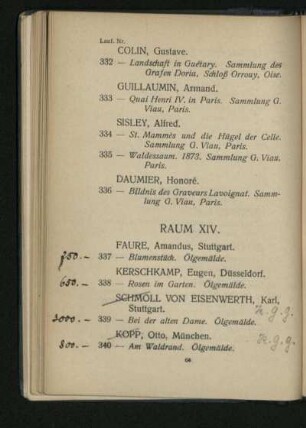 Lauf. Nr.
COLIN, Gustave.
332 — Landschaft in Guétary. Sammlung des
Grafen Doria, Schloß Orrouy, Oise.
GUILLAUMIN, Armand.
333 — Quai Henri IV. in Paris. Sammlung G.
Viau, Paris.
SISLEY, Alfred.
334 — St. Mammès und die Hügel der Celle.
Sammlung G. Viau, Paris.
335 — Waldessaum. 1873. Sammlung G. Viau,
Paris.
DAUMIER, Honoré.
336 — Bildnis des Graveurs Lavoignat. Samm-
lung G. Viau, Paris.
RAUM XIV.
FAURE, Amandus, Stuttgart.
750.— 337 — Blumenstück. Ölgemälde.
KERSCHKAMP, Eugen, Düsseldorf.
650.— 338 — Rosen im Garten. Ölgemälde.
SCHMOLL VON EISENWERTH, Karl,
Stuttgart. n. g. g.
3000.— 339 — Bei der alten Dame. Ölgemälde.
KOPP, Otto, München. n. g. g.
800.— 340 — Am Waldrand. Ölgemälde.